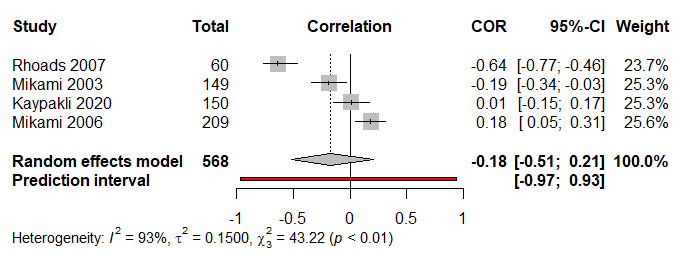 Study Total Correlation COR 95%-CI Weight
Rhoads 2007 60 -0.64 [-0.77; -0.46] 23.7%
Mikami 2003 149 -0.19 [-0.34; -0.03] 25.3%
Kaypakli 2020 150 0.01 [-0.15; 0.17] 25.3%
Mikami 2006 209 0.18 [ 0.05; 0.31] 25.6%
Random effects model 568 -0.18 [-0.51; 0.21] 100.0%
Prediction interval [-0.97; 0.93]
-1 -0.5 0 0.5 1
Heterogeneity: I² = 93%, τ² = 0.1500, χ²₃ = 43.22 (p < 0.01)